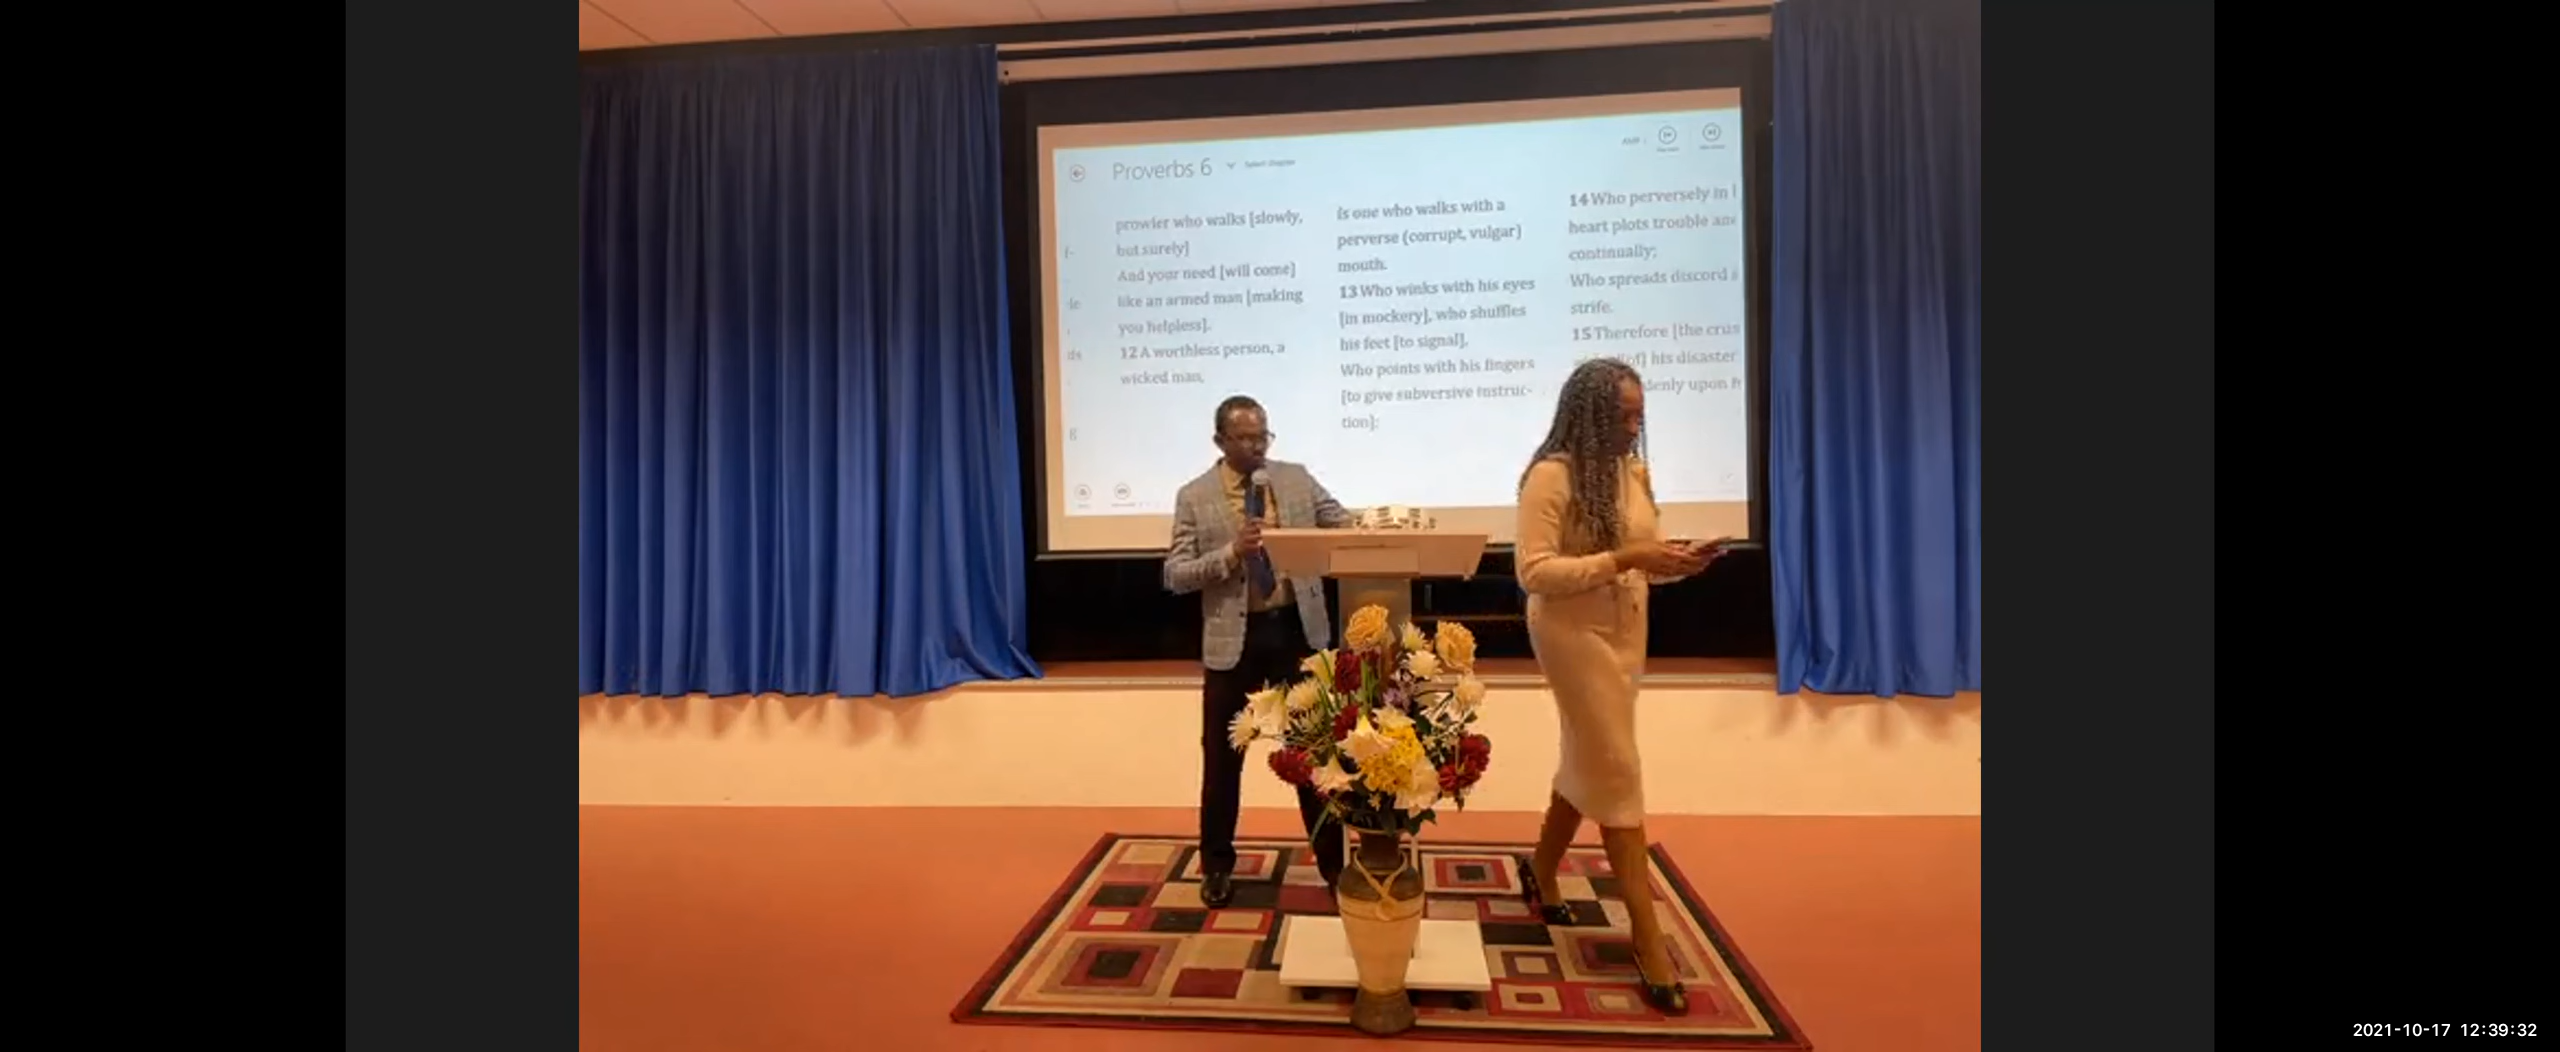 Proverbs 6
Select chapter
prowler who walks [slowly,
but surely]
And your need [will come]
like an armed man [making
you helpless].
12 A worthless person, a
wicked man,
Is one who walks with a
perverse (corrupt, vulgar)
mouth.
13 Who winks with his eyes
[in mockery], who shuffles
his feet [to signal],
Who points with his fingers
[to give subversive instruc-
tion];
14 Who perversely in
heart plots trouble
continually;
Who spreads discord
strife.
15 Therefore [the
of] his disaster
upon
2021-10-17 12:39:32